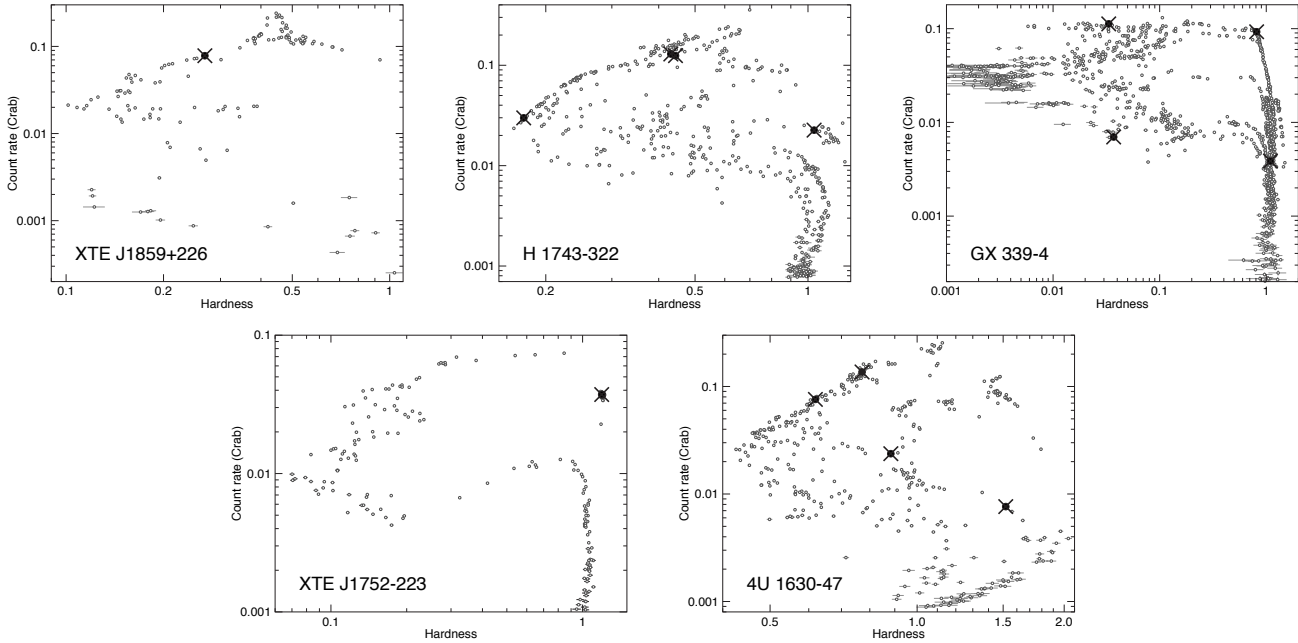 Count rate (Crab)
0.1
0.01
0.001
XTE J1859+226
0.1
0.2
0.5
1
Hardness
Count rate (Crab)
0.1
0.01
0.001
H 1743-322
0.2
0.5
1
Hardness
Count rate (Crab)
0.1
0.01
0.001
GX 339-4
0.001
0.01
0.1
1
Hardness
Count rate (Crab)
0.1
0.01
0.001
XTE J1752-223
0.1
1
Hardness
Count rate (Crab)
0.1
0.01
0.001
4U 1630-47
0.5
1.0
1.5
2.0
Hardness